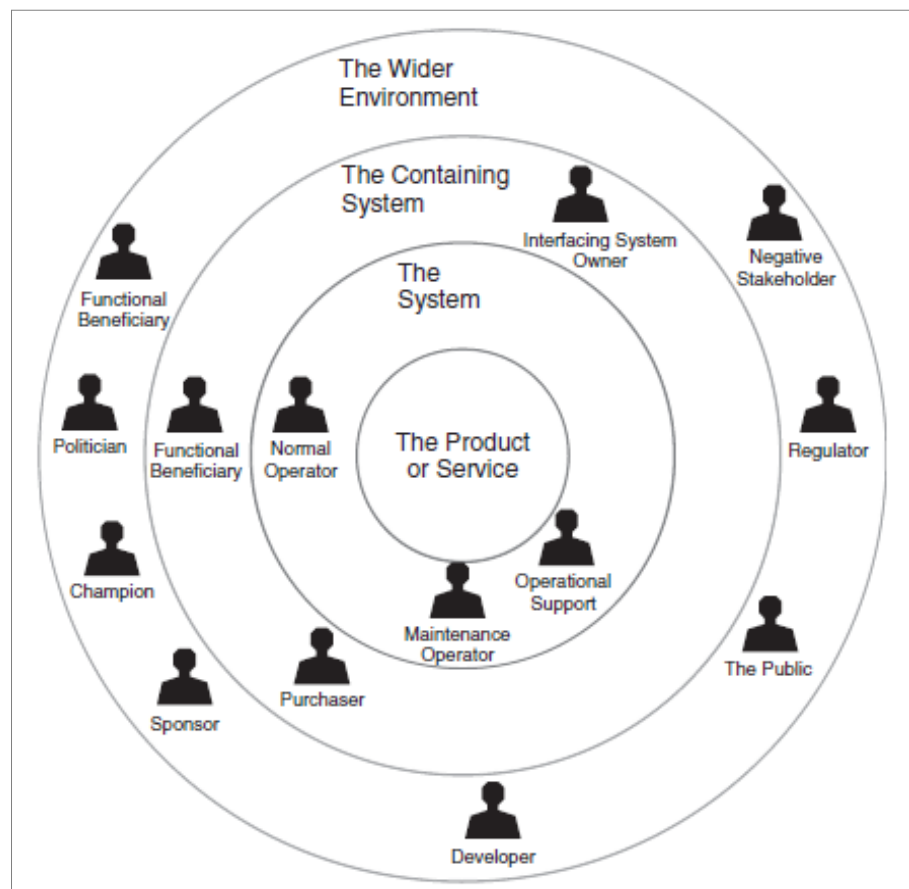 The Wider
Environment
The Containing
System
Interfacing System
Owner
Negative
Stakeholder
The
System
Functional
Beneficiary
Politician
Functional
Beneficiary
Normal
Operator
The Product
or Service
Regulator
Champion
Operational
Support
Maintenance
Operator
The Public
Purchaser
Sponsor
Developer